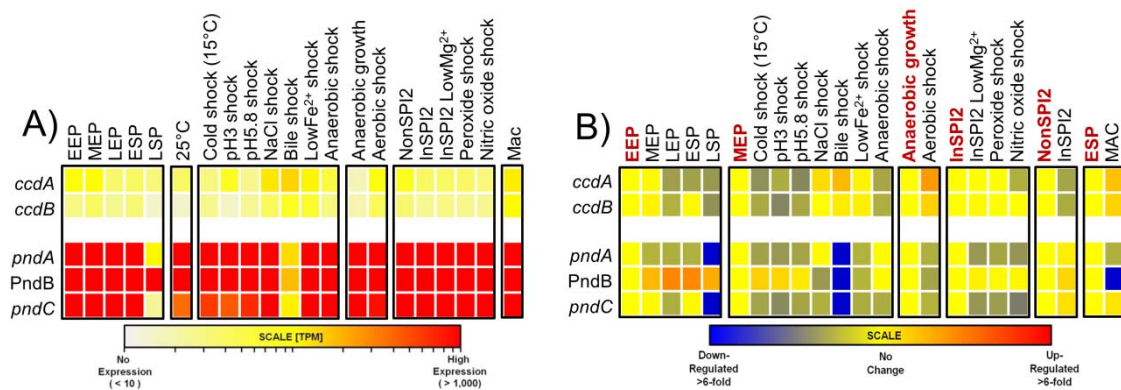 A)
EEP
MEP
LEP
ESP
LSP
25°C
Cold shock (15°C)
pH3 shock
pH5.8 shock
NaCl shock
Bile shock
LowFe²⁺ shock
Anaerobic shock
Anaerobic growth
Aerobic shock
NonSPI2
InSPI2
InSPI2 LowMg²⁺
Peroxide shock
Nitric oxide shock
Mac
ccdA
ccdB
pndA
PndB
pndC
SCALE [TPM]
No
Expression
( < 10 )
High
Expression
( > 1,000 )
B)
EEP
MEP
LEP
ESP
LSP
MEP
Cold shock (15°C)
pH3 shock
pH5.8 shock
NaCl shock
Bile shock
LowFe²⁺ shock
Anaerobic shock
Anaerobic growth
Aerobic shock
InSPI2
InSPI2 LowMg²⁺
Peroxide shock
Nitric oxide shock
NonSPI2
InSPI2
ESP
MAC
ccdA
ccdB
pndA
PndB
pndC
SCALE
Down-
Regulated
>6-fold
No
Change
Up-
Regulated
>6-fold